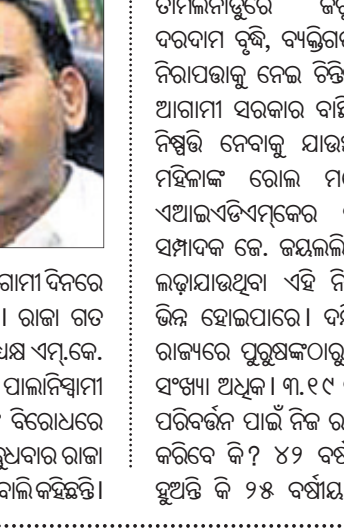 ଗାମୀ ଦିନରେ
। ରାଜା ଗତ
ଧକ୍ଷ ଏମ୍.କେ.
ପାଲାନିସ୍ୱାମୀ
ବିରୋଧରେ
ବୁଧବାର ରାଜା
ବାଲି କହିଛନ୍ତି।
ତାମିଲନାଡୁରେ
ଦରଦାମ ବୃଦ୍ଧି, ବ୍ୟକ୍ତିଗତ
ନିରାପତ୍ତାକୁ ନେଇ ଚିନ୍ତି
ଆଗାମୀ ସରକାର ବାଛି
ନିଷ୍ପତ୍ତି ନେବାକୁ ଯାଉଛ
ମହିଳାଙ୍କ ରୋଲ ମ
ଏଆଇଏଡିଏମ୍‌କେର
ସମ୍ପାଦକ ଜେ. ଜୟଲଲି
ଲଢ଼ାଯାଉଥିବା ଏହି ନି
ଭିନ୍ନ ହୋଇପାରେ। ଦକ୍ଷି
ରାଜ୍ୟରେ ପୁରୁଷଙ୍କଠାରୁ
ସଂଖ୍ୟା ଅଧିକ। ୩.୧୯
ପରିବର୍ତ୍ତନ ପାଇଁ ନିଜ ର
କରିବେ କି? ୪୨ ବର୍ଷ
ହୁଅନ୍ତି କି ୨୫ ବର୍ଷୀୟ